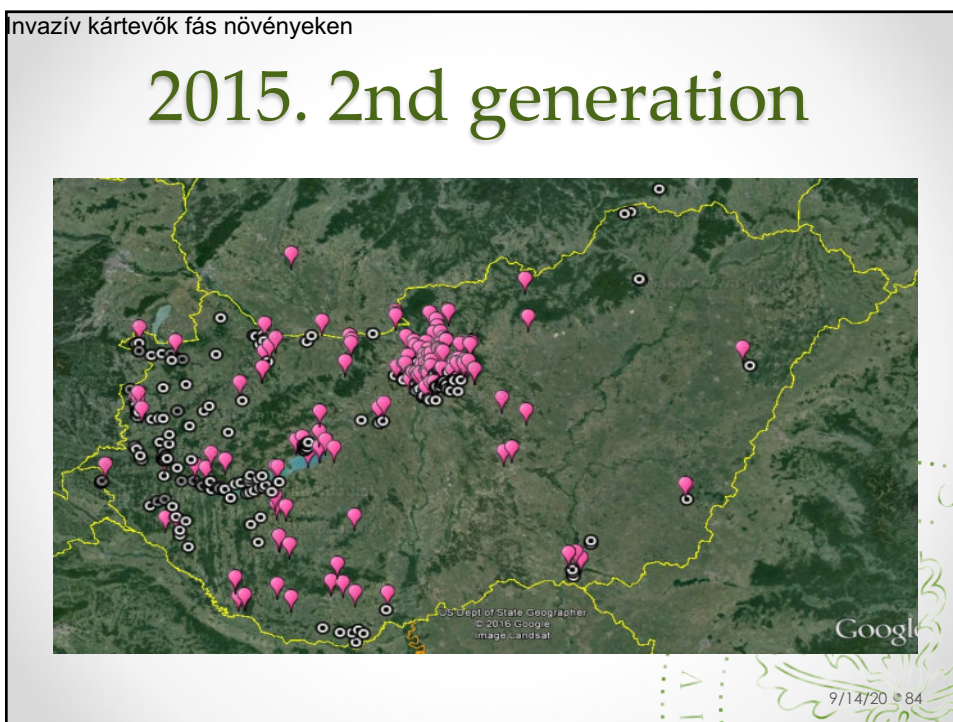 Invazív kártevők fás növényeken
2015. 2nd generation
US Dept of State Geographer
© 2016 Google
Image Landsat
Google
9/14/20 84